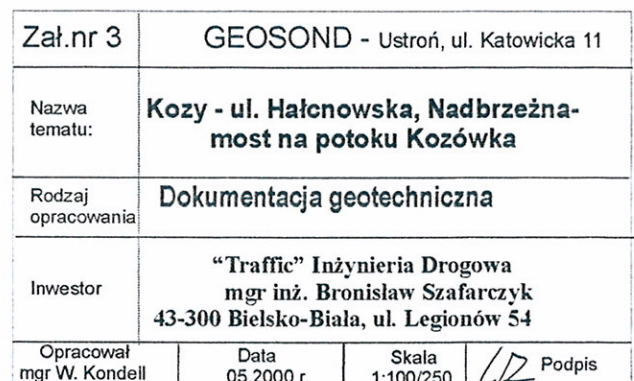 Zał.nr 3 GEOSOND - Ustroń, ul. Katowicka 11
Nazwa tematu:
Kozy - ul. Hałcnowska, Nadbrzeżna-
most na potoku Kozówka
Rodzaj opracowania
Dokumentacja geotechniczna
Inwestor
"Traffic" Inżynieria Drogowa
mgr inż. Bronisław Szafarczyk
43-300 Bielsko-Biała, ul. Legionów 54
Opracował
mgr W. Kondell
Data
05.2000 r.
Skala
1:100/250
Podpis